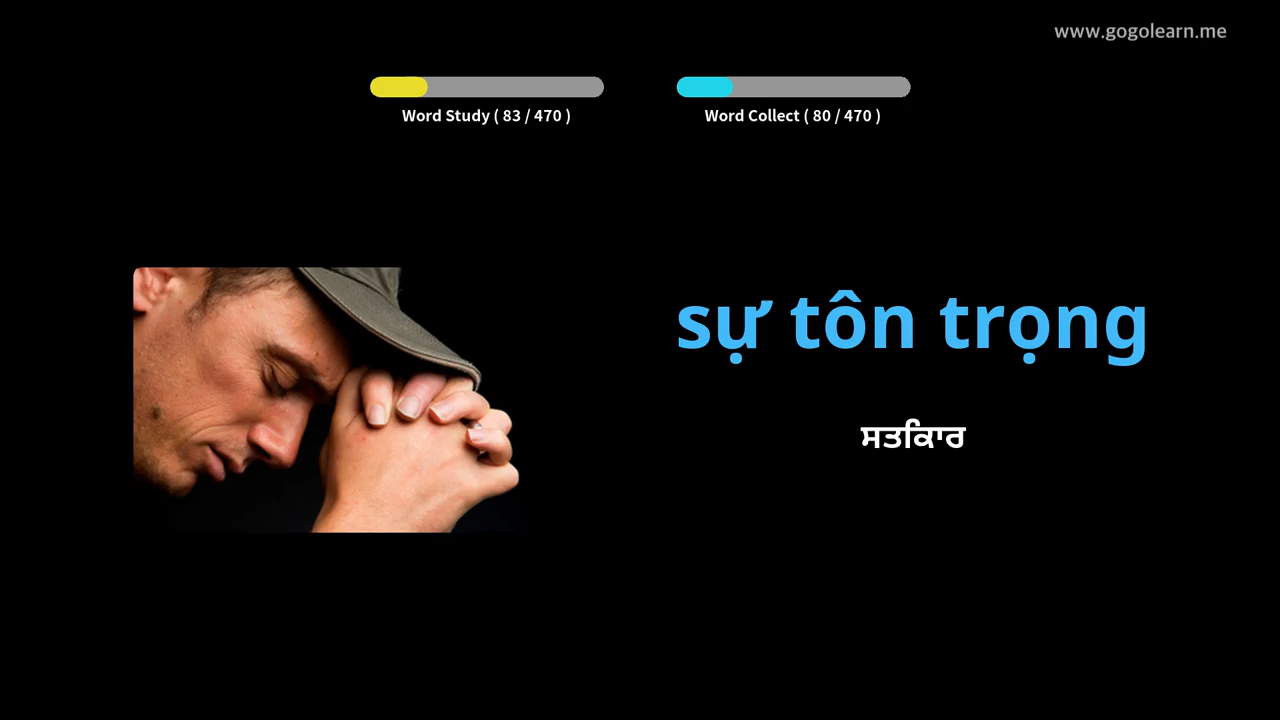 www.gogolearn.me
Word Study ( 83 / 470 )
Word Collect ( 80 / 470 )
sự tôn trọng
ਸਤਕਿਾਰ